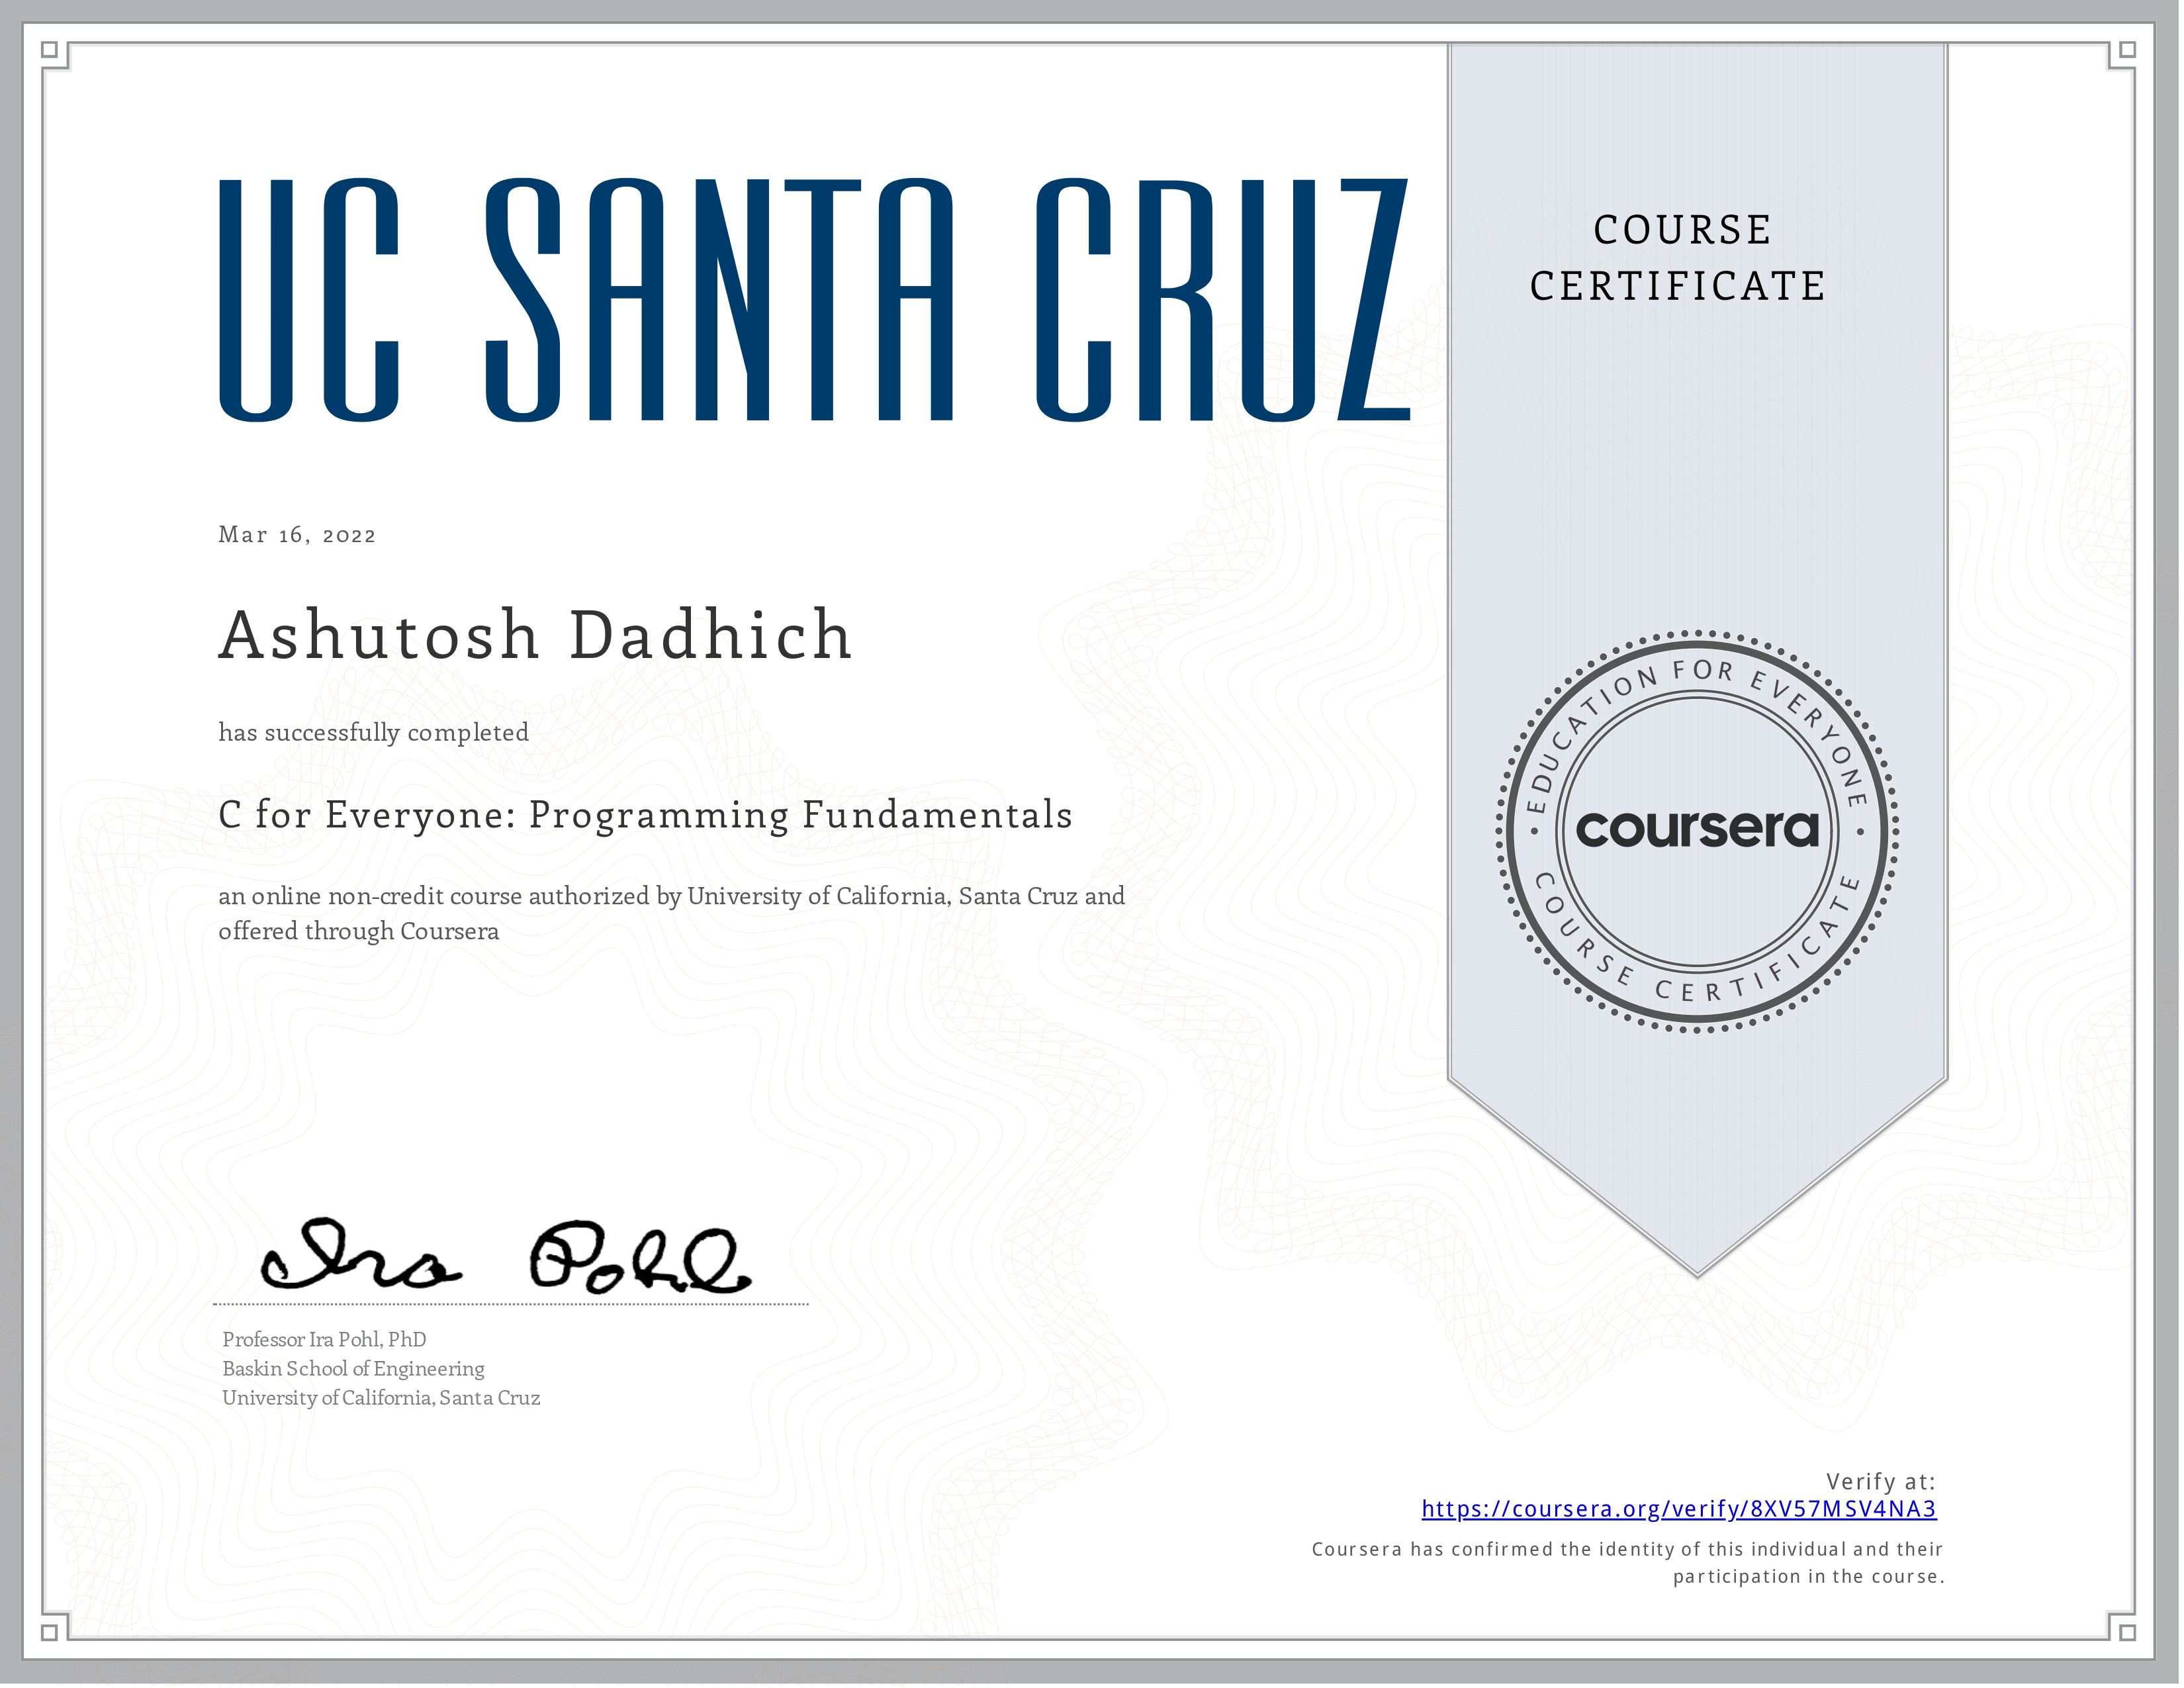 UC SANTA CRUZ
COURSE
CERTIFICATE
Mar 16, 2022
Ashutosh Dadhich
has successfully completed
C for Everyone: Programming Fundamentals
an online non-credit course authorized by University of California, Santa Cruz and
offered through Coursera
EDUCATION FOR EVERYONE
coursera
COURSE CERTIFICATE
Ira Pohl
Professor Ira Pohl, PhD
Baskin School of Engineering
University of California, Santa Cruz
Verify at:
https://coursera.org/verify/8XV57MSV4NA3
Coursera has confirmed the identity of this individual and their
participation in the course.